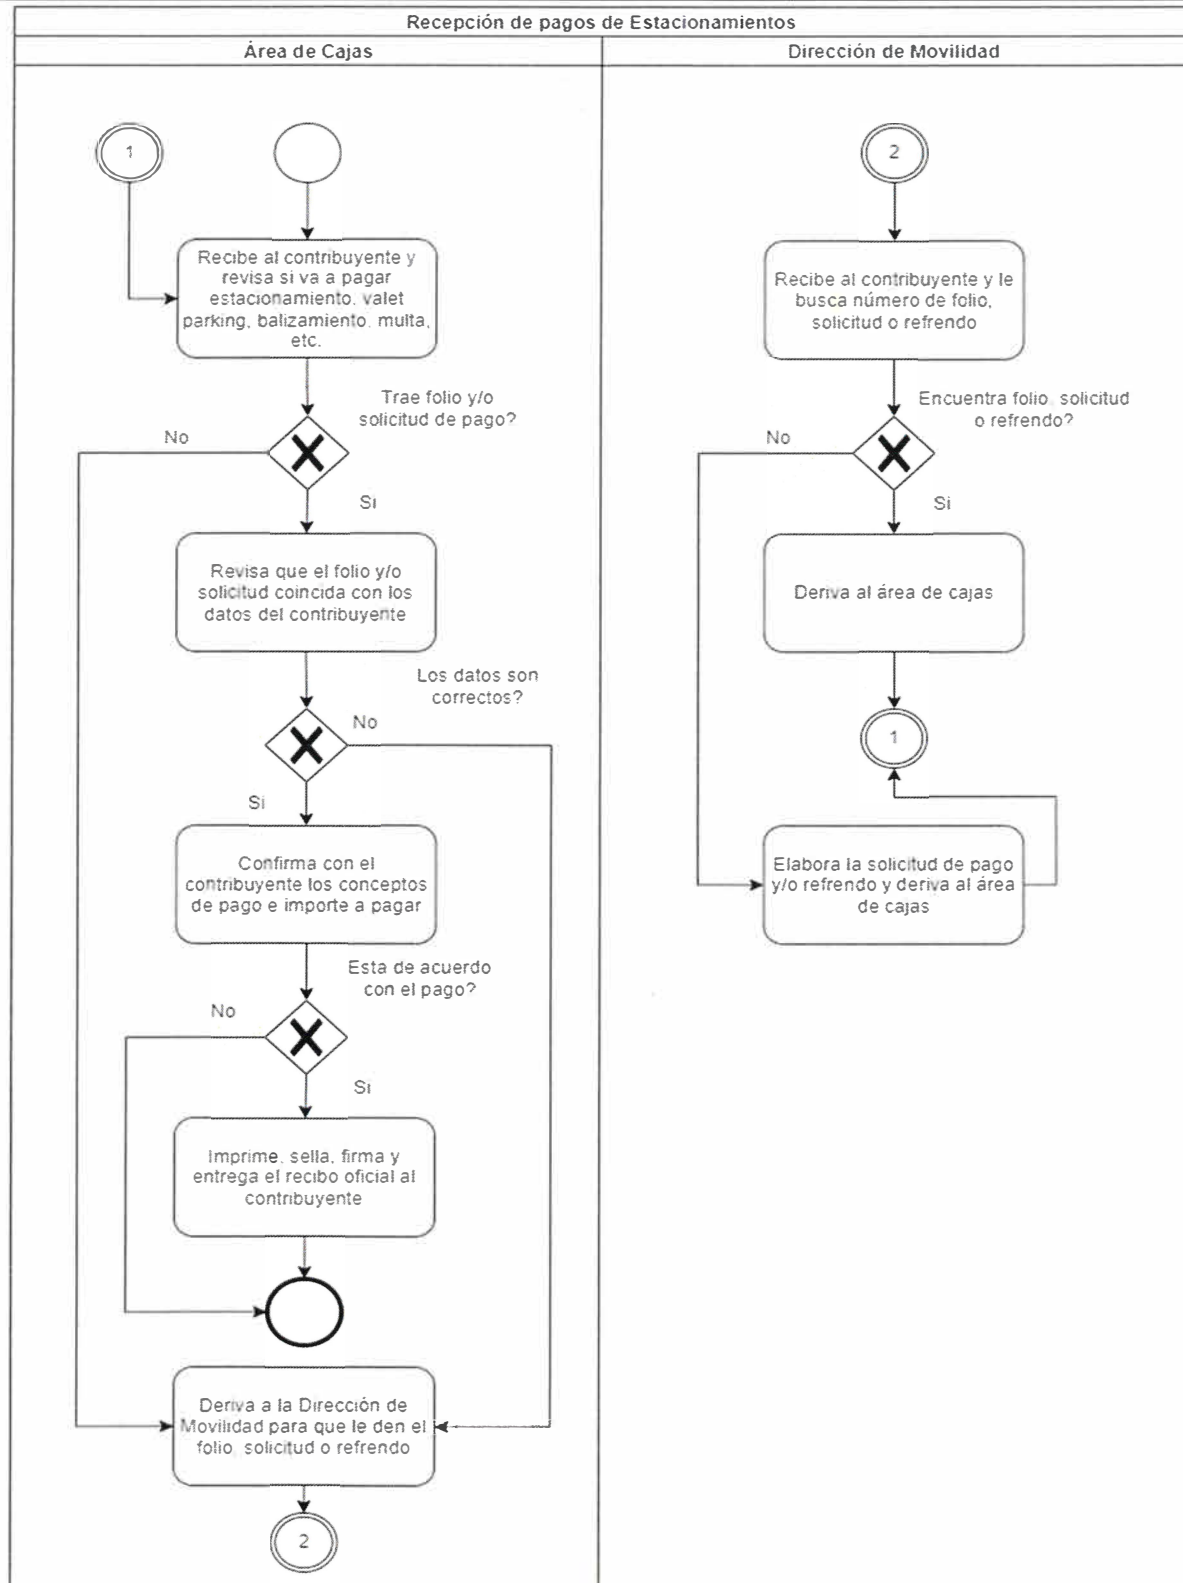 Recepción de pagos de Estacionamientos
Área de Cajas
Dirección de Movilidad
1
Recibe al contribuyente y
revisa si va a pagar
estacionamiento, valet
parking, balizamiento, multa,
etc.
Trae folio y/o
solicitud de pago?
No
Si
Revisa que el folio y/o
solicitud coincida con los
datos del contribuyente
Los datos son
correctos?
No
Si
Confirma con el
contribuyente los conceptos
de pago e importe a pagar
Esta de acuerdo
con el pago?
No
Si
Imprime, sella, firma y
entrega el recibo oficial al
contribuyente
Deriva a la Dirección de
Movilidad para que le den el
folio, solicitud o refrendo
2
2
Recibe al contribuyente y le
busca número de folio,
solicitud o refrendo
Encuentra folio, solicitud
o refrendo?
No
Si
Deriva al área de cajas
1
Elabora la solicitud de pago
y/o refrendo y deriva al área
de cajas